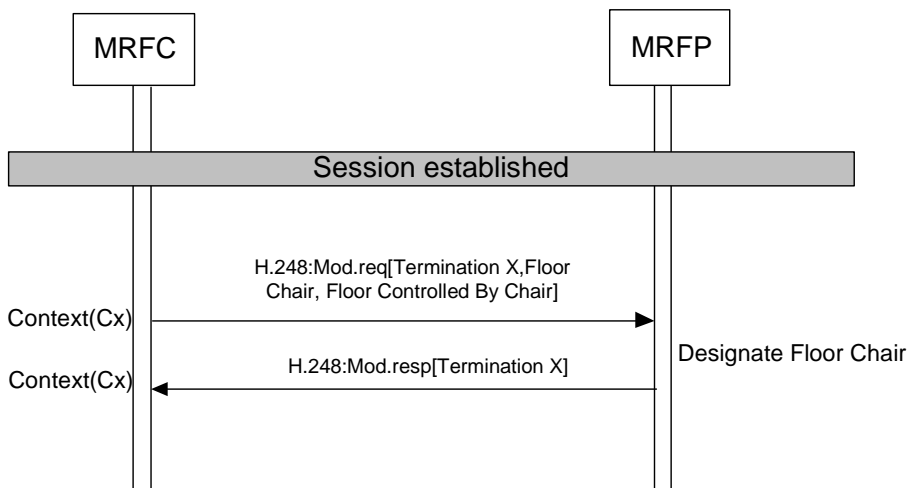 MRFC
MRFP
Session established
H.248:Mod.req[Termination X,Floor
Chair, Floor Controlled By Chair]
Context(Cx)
Designate Floor Chair
H.248:Mod.resp[Termination X]
Context(Cx)